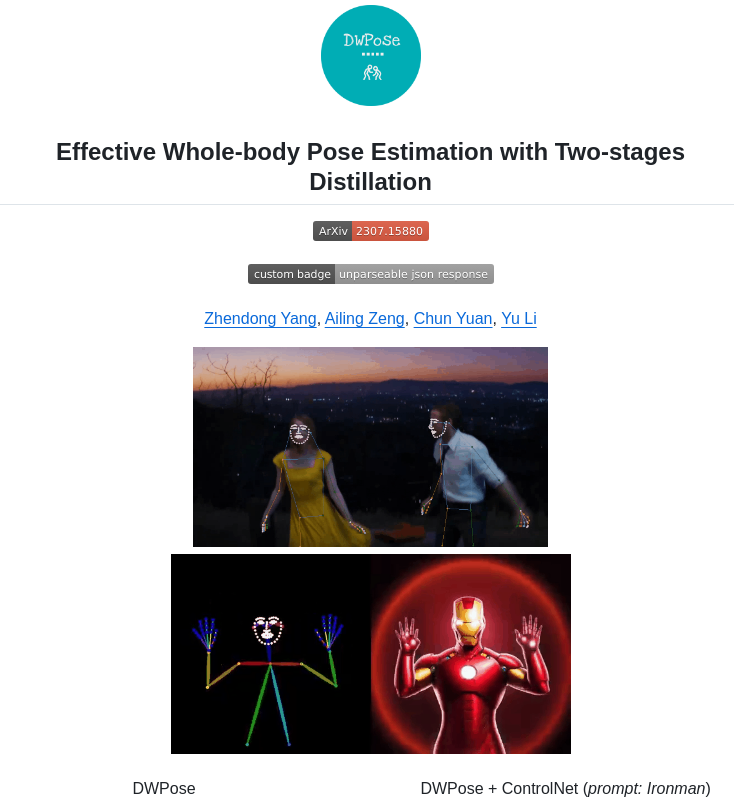 DWPose
Effective Whole-body Pose Estimation with Two-stages
Distillation
ArXiv 2307.15880
custom badge unparseable json response
Zhendong Yang, Ailing Zeng, Chun Yuan, Yu Li
DWPose DWPose + ControlNet (prompt: Ironman)